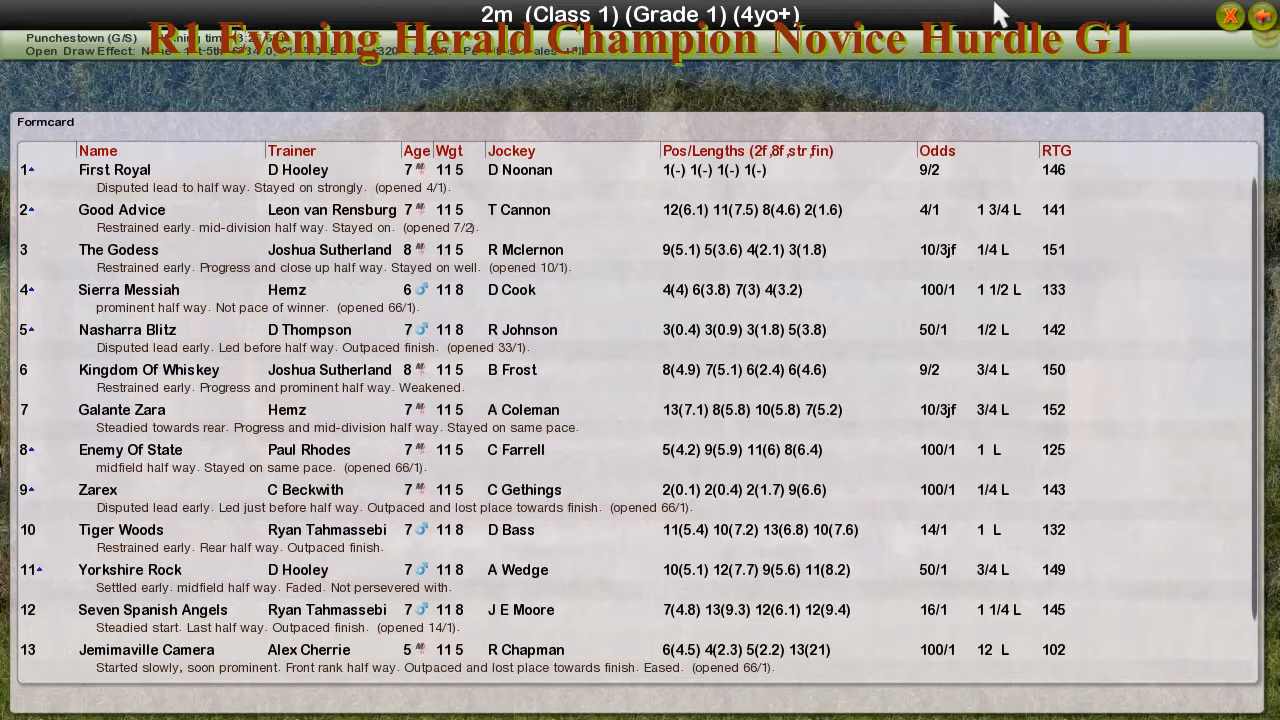 2m (Class 1) (Grade 1) (4yo+)
R1 Evening Herald Champion Novice Hurdle G1
Punchestown (G/S)
Open Draw Effect:
Formcard
Name Trainer Age Wgt Jockey Pos/Lengths (2f,8f,str,fin) Odds RTG
1 First Royal D Hooley 7 11 5 D Noonan 1(-) 1(-) 1(-) 1(-) 9/2 146
Disputed lead to half way. Stayed on strongly. (opened 4/1).
2 Good Advice Leon van Rensburg 7 11 5 T Cannon 12(6.1) 11(7.5) 8(4.6) 2(1.6) 4/1 1 3/4 L 141
Restrained early. mid-division half way. Stayed on. (opened 7/2).
3 The Godess Joshua Sutherland 8 11 5 R Mclernon 9(5.1) 5(3.6) 4(2.1) 3(1.8) 10/3jf 1/4 L 151
Restrained early. Progress and close up half way. Stayed on well. (opened 10/1).
4 Sierra Messiah Hemz 6 11 8 D Cook 4(4) 6(3.8) 7(3) 4(3.2) 100/1 1 1/2 L 133
prominent half way. Not pace of winner. (opened 66/1).
5 Nasharra Blitz D Thompson 7 11 8 R Johnson 3(0.4) 3(0.9) 3(1.8) 5(3.8) 50/1 1/2 L 142
Disputed lead early. Led before half way. Outpaced finish. (opened 33/1).
6 Kingdom Of Whiskey Joshua Sutherland 8 11 5 B Frost 8(4.9) 7(5.1) 6(2.4) 6(4.6) 9/2 3/4 L 150
Restrained early. Progress and prominent half way. Weakened.
7 Galante Zara Hemz 7 11 5 A Coleman 13(7.1) 8(5.8) 10(5.8) 7(5.2) 10/3jf 3/4 L 152
Steadied towards rear. Progress and mid-division half way. Stayed on same pace.
8 Enemy Of State Paul Rhodes 7 11 5 C Farrell 5(4.2) 9(5.9) 11(6) 8(6.4) 100/1 1 L 125
midfield half way. Stayed on same pace. (opened 66/1).
9 Zarex C Beckwith 7 11 5 C Gethings 2(0.1) 2(0.4) 2(1.7) 9(6.6) 100/1 1/4 L 143
Disputed lead early. Led just before half way. Outpaced and lost place towards finish. (opened 66/1).
10 Tiger Woods Ryan Tahmassebi 7 11 8 D Bass 11(5.4) 10(7.2) 13(6.8) 10(7.6) 14/1 1 L 132
Restrained early. Rear half way. Outpaced finish.
11 Yorkshire Rock D Hooley 7 11 8 A Wedge 10(5.1) 12(7.7) 9(5.6) 11(8.2) 50/1 3/4 L 149
Settled early. midfield half way. Faded. Not persevered with.
12 Seven Spanish Angels Ryan Tahmassebi 7 11 8 J E Moore 7(4.8) 13(9.3) 12(6.1) 12(9.4) 16/1 1 1/4 L 145
Steadied start. Last half way. Outpaced finish. (opened 14/1).
13 Jemimaville Camera Alex Cherrie 5 11 5 R Chapman 6(4.5) 4(2.3) 5(2.2) 13(21) 100/1 12 L 102
Started slowly, soon prominent. Front rank half way. Outpaced and lost place towards finish. Eased. (opened 66/1).